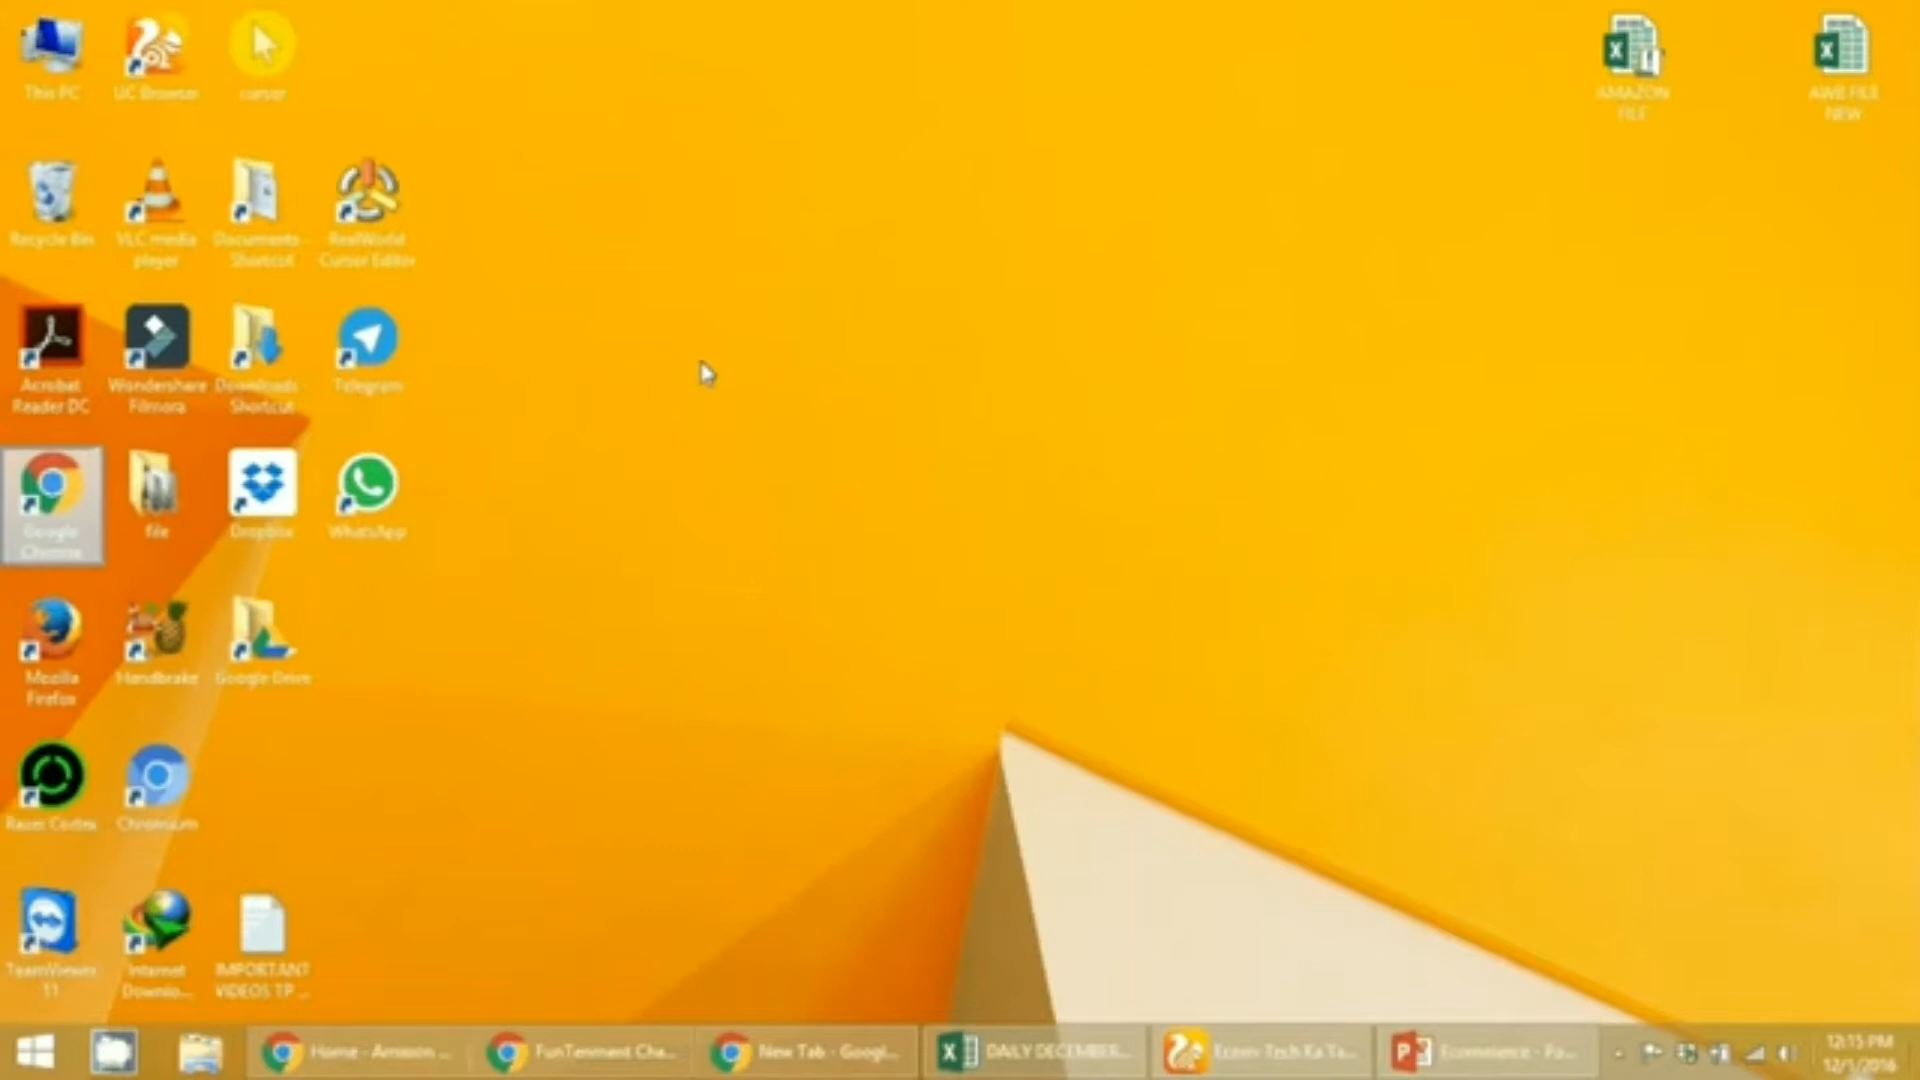 This PC
UC Browser
cursor
AMAZON
FILE
AWB FILE
NEW
Recycle Bin
VLC media
player
Documents -
Shortcut
RealWorld
Cursor Editor
Acrobat
Reader DC
Wondershare
Filmora
Downloads -
Shortcut
Telegram
Google
Chrome
file
Dropbox
WhatsApp
Mozilla
Firefox
Handbrake
Google Drive
Razer Cortex
Chromium
TeamViewer
11
Internet
Downlo...
IMPORTANT
VIDEOS TP ...
Home - Amazon ...
FunTenment Cha...
New Tab - Googl...
DAILY DECEMBER...
Ecom Tech Ka Ta...
Ecommerce - Po...
12:15 PM
12/1/2016